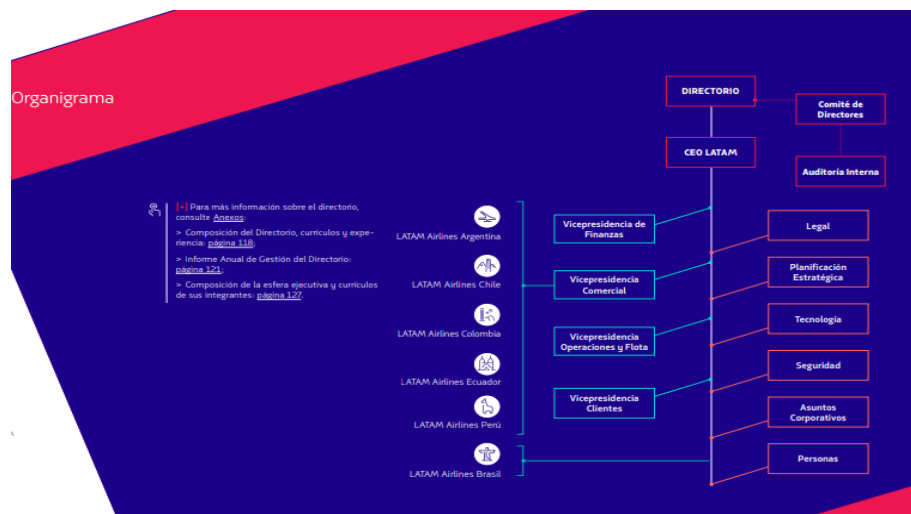 Organigrama
[+] Para más información sobre el directorio,
consulte Anexos:
> Composición del Directorio, currículos y expe-
riencia: página 118;
> Informe Anual de Gestión del Directorio:
página 121;
> Composición de la esfera ejecutiva y currículos
de sus integrantes: página 127.
LATAM Airlines Argentina
LATAM Airlines Chile
LATAM Airlines Colombia
LATAM Airlines Ecuador
LATAM Airlines Perú
LATAM Airlines Brasil
DIRECTORIO
CEO LATAM
Comité de
Directores
Auditoría Interna
Vicepresidencia de
Finanzas
Vicepresidencia
Comercial
Vicepresidencia
Operaciones y Flota
Vicepresidencia
Clientes
Legal
Planificación
Estratégica
Tecnología
Seguridad
Asuntos
Corporativos
Personas